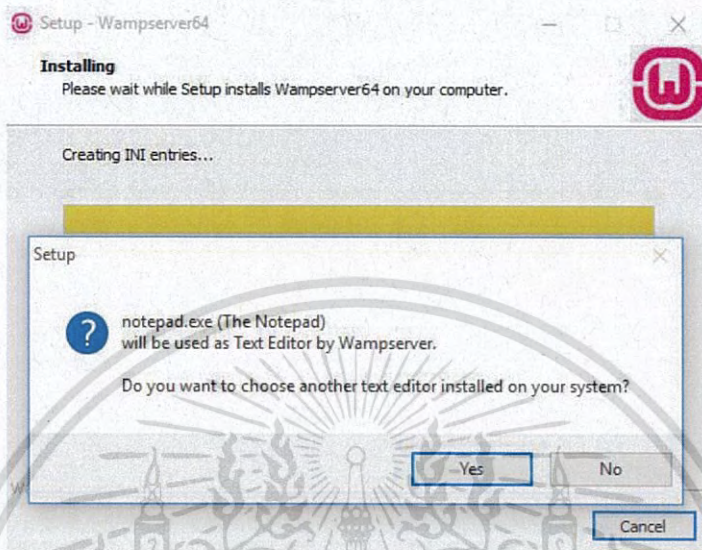 Setup - Wampserver64
Installing
Please wait while Setup installs Wampserver64 on your computer.
Creating INI entries...
Setup
notepad.exe (The Notepad)
will be used as Text Editor by Wampserver.
Do you want to choose another text editor installed on your system?
Yes
No
Cancel